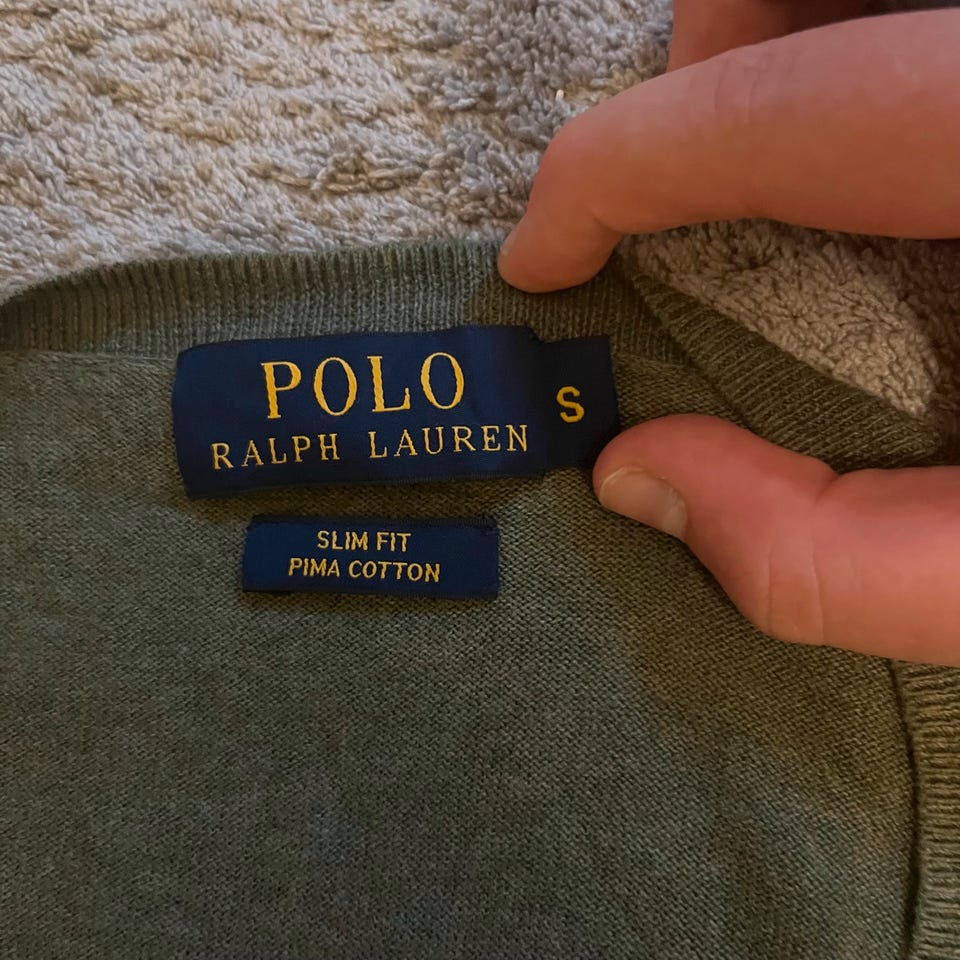 POLO
RALPH LAUREN
S
SLIM FIT
PIMA COTTON